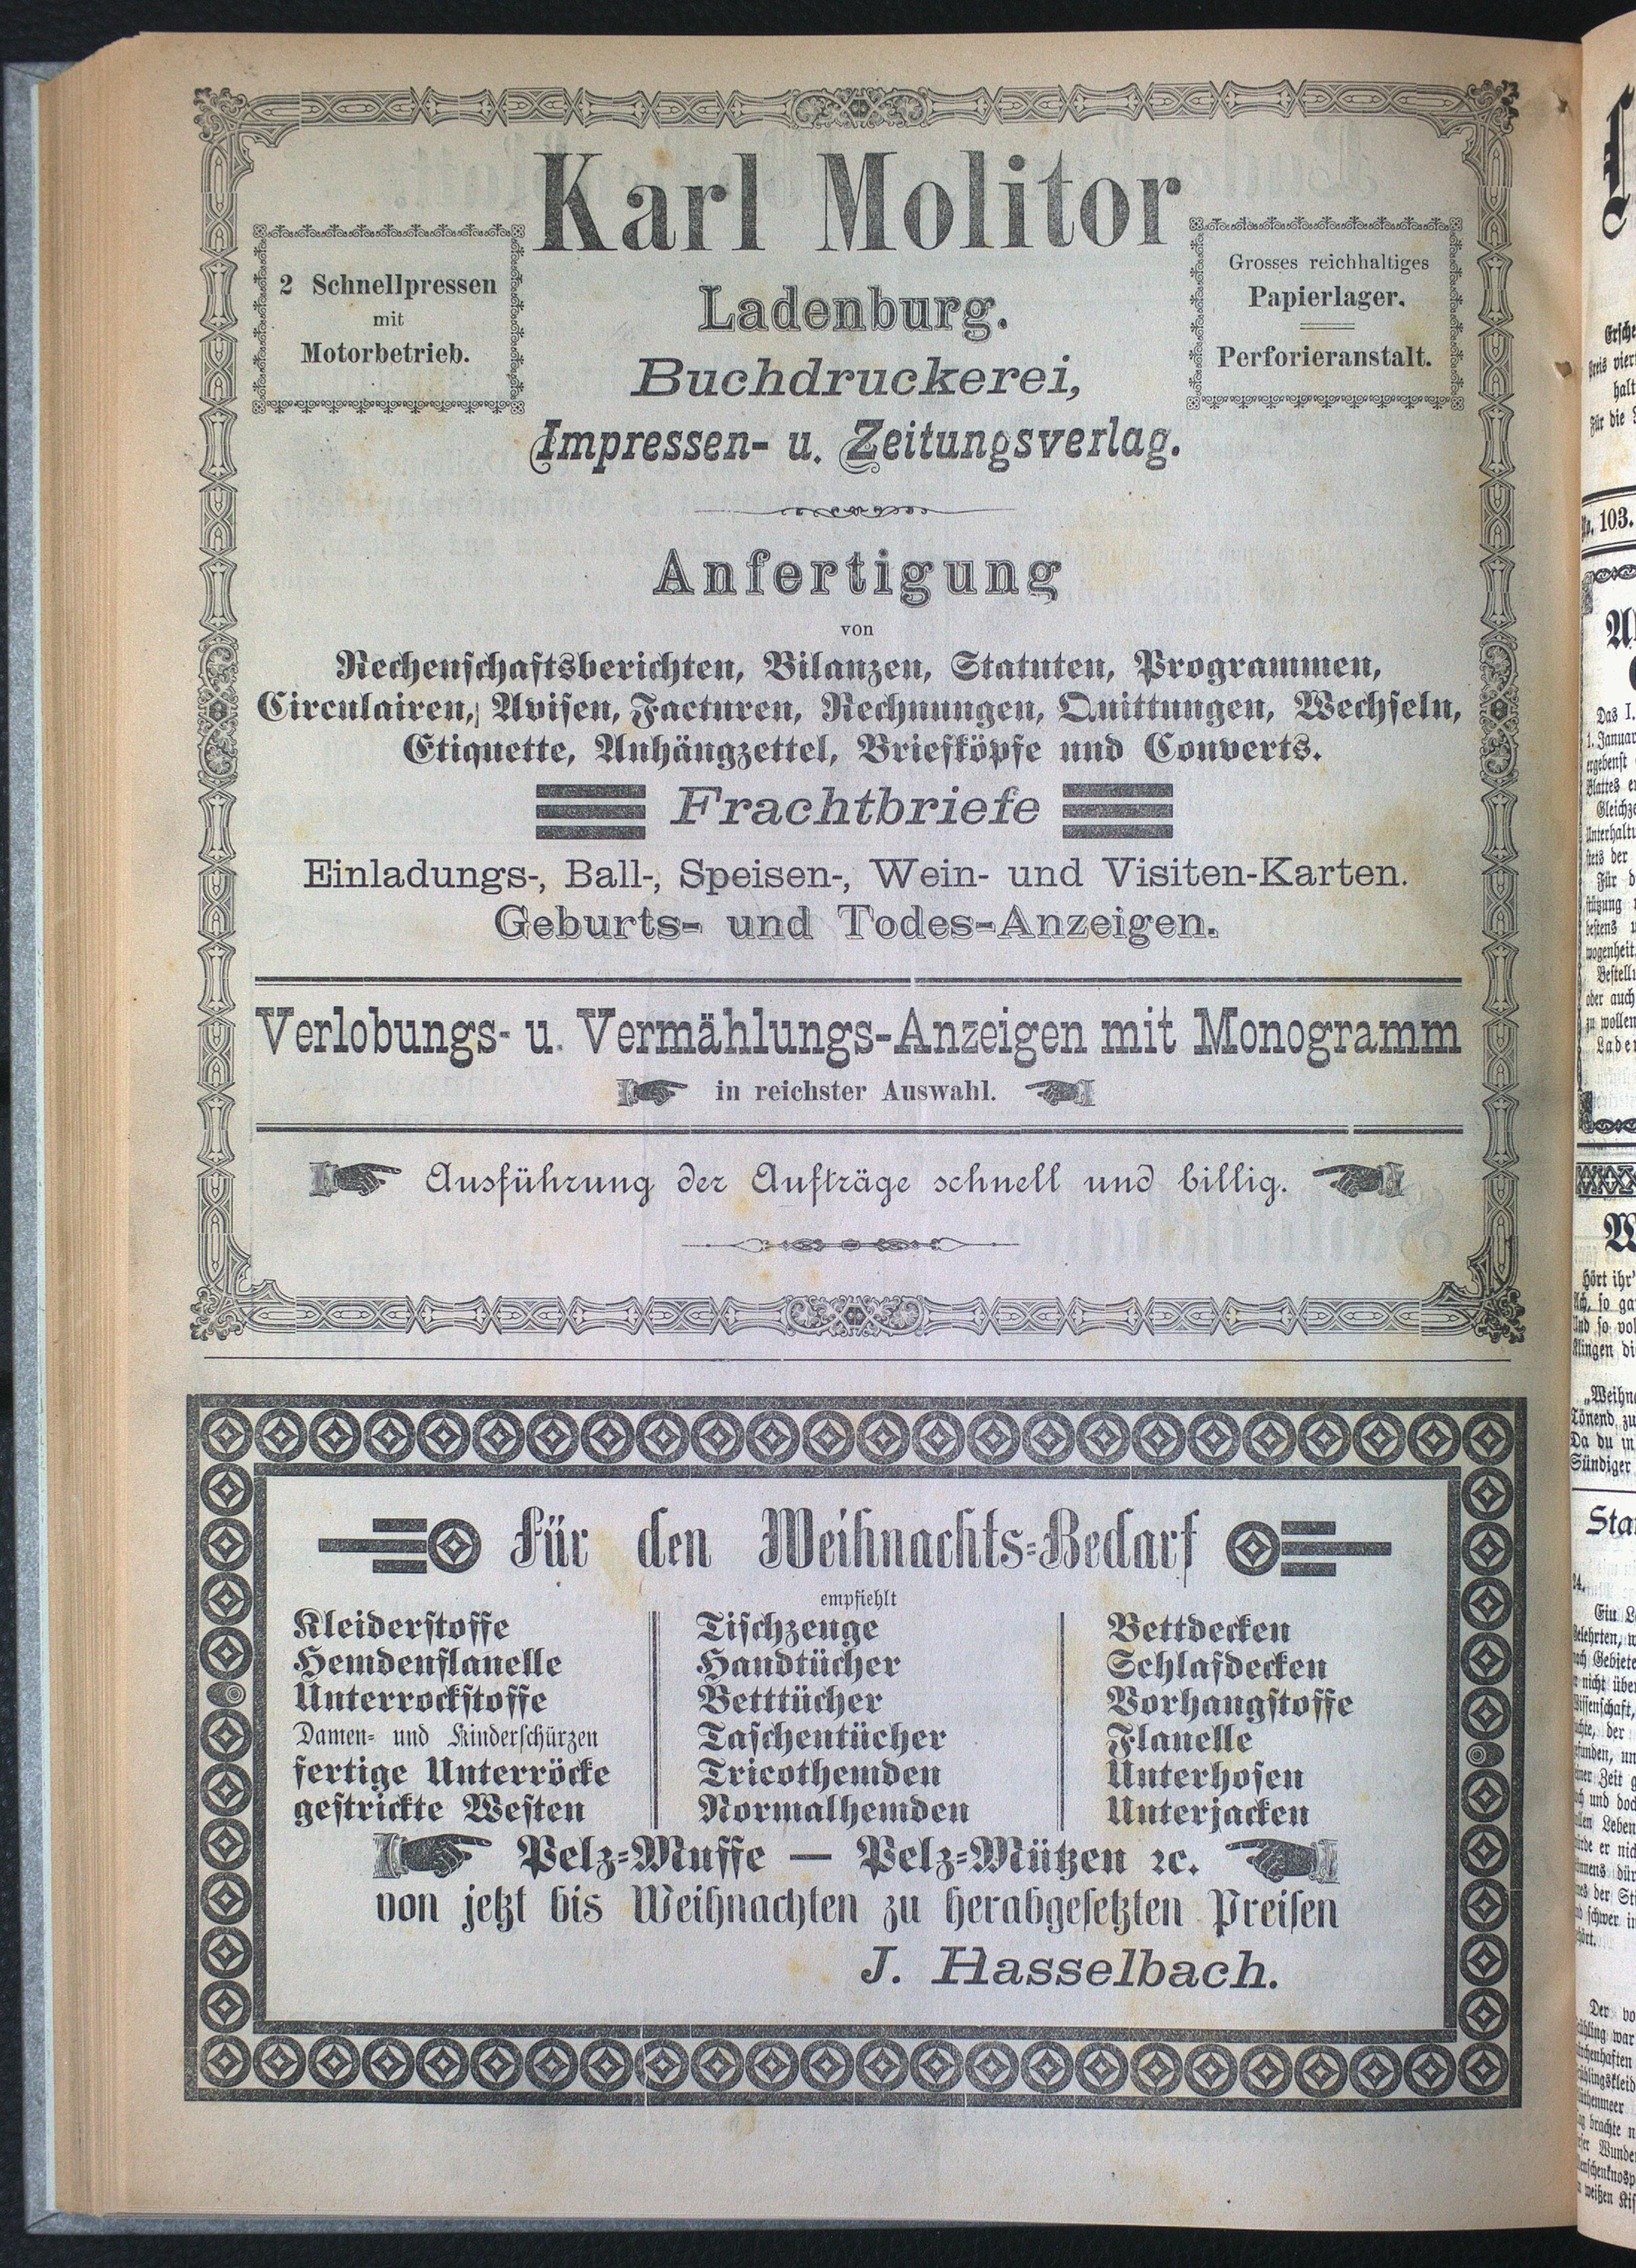 Karl Molitor
2 Schnellpressen
mit
Motorbetrieb.
Grosses reichhaltiges
Papierlager.
Perforieranstalt.
Ladenburg.
Buchdruckerei,
Impressen- u. Zeitungsverlag.
Anfertigung
von
Rechenſchaftsberichten, Bilanzen, Statuten, Programmen,
Circulairen, Aviſen, Facturen, Rechnungen, Quittungen, Wechſeln,
Etiquette, Anhängzettel, Briefköpfe und Couverts.
Frachtbriefe
Einladungs-, Ball-, Speisen-, Wein- und Visiten-Karten.
Geburts- und Todes-Anzeigen.
Verlobungs- u. Vermählungs-Anzeigen mit Monogramm
in reichster Auswahl.
Ausführung der Aufträge schnell und billig.
Für den Weihnachts-Bedarf
empfiehlt
Kleiderſtoffe
Hemdenflanelle
Unterrockſtoffe
Damen- und Kinderſchürzen
fertige Unterröcke
geſtrickte Weſten
Tiſchzeuge
Handtücher
Betttücher
Taſchentücher
Tricothemden
Normalhemden
Bettdecken
Schlafdecken
Vorhangſtoffe
Flanelle
Unterhoſen
Unterjacken
Pelz-Muffe — Pelz-Mützen ꝛc.
von jetzt bis Weihnachten zu herabgeſetzten Preiſen
J. Hasselbach.
No. 103.